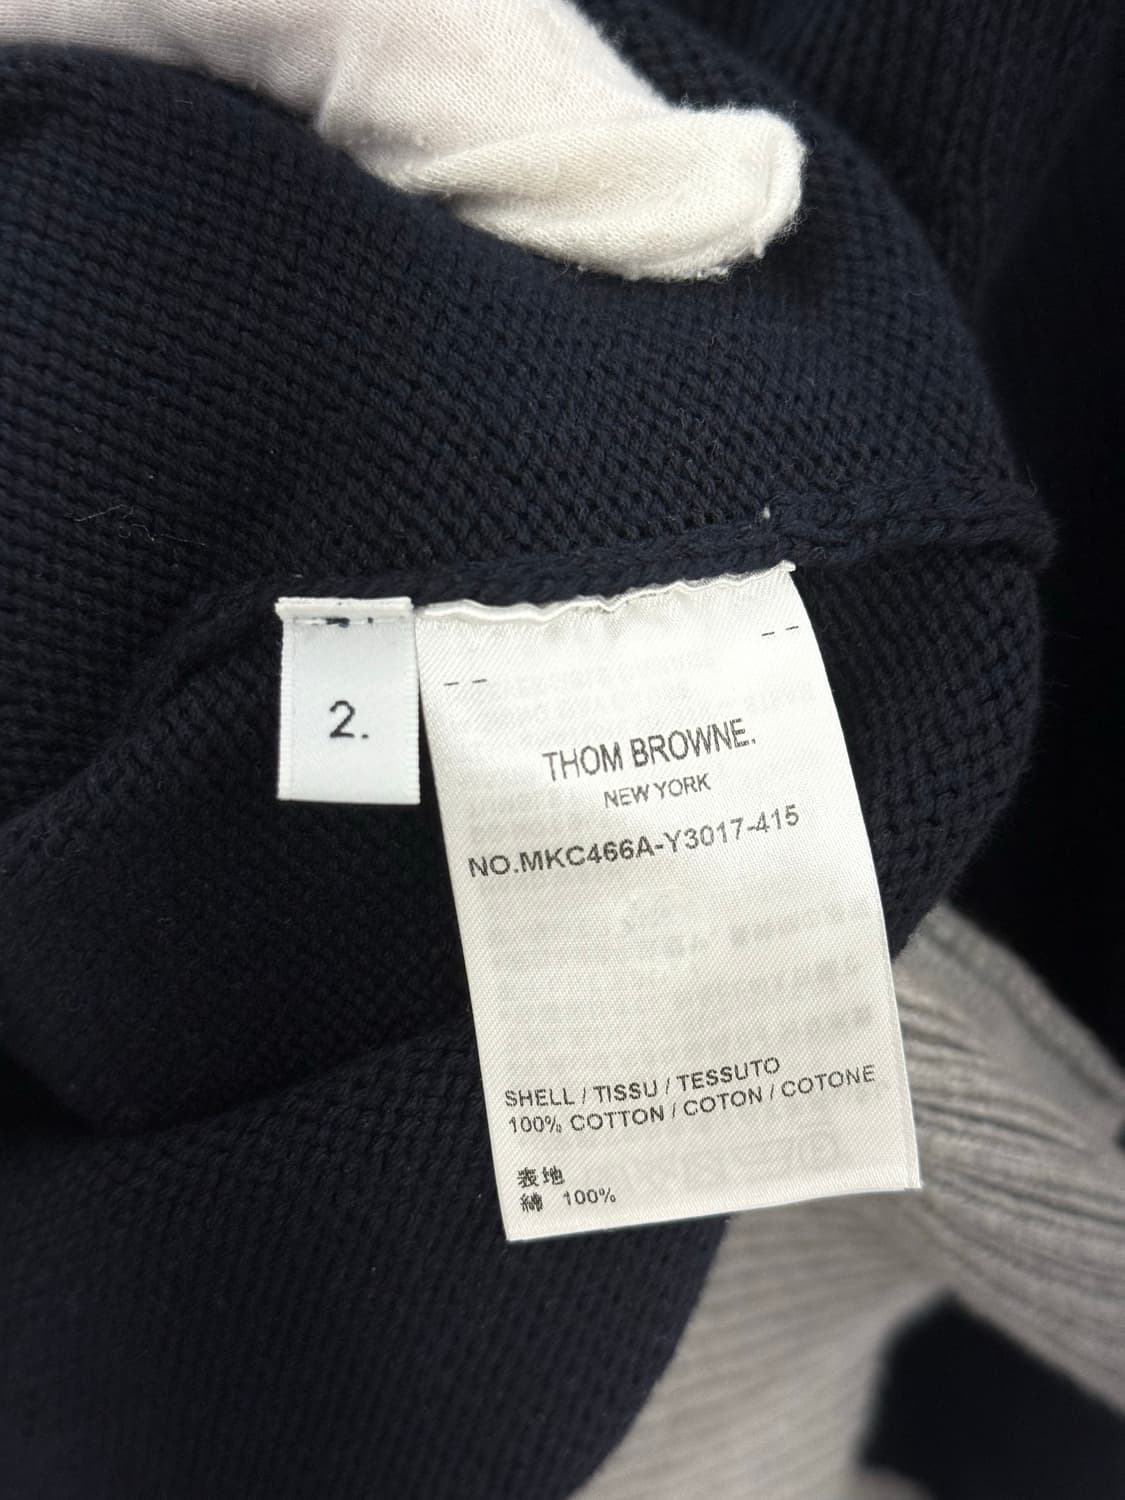 2.
THOM BROWNE.
NEW YORK
NO.MKC466A-Y3017-415
SHELL / TISSU / TESSUTO
100% COTTON / COTON / COTONE
表地
綿 100%